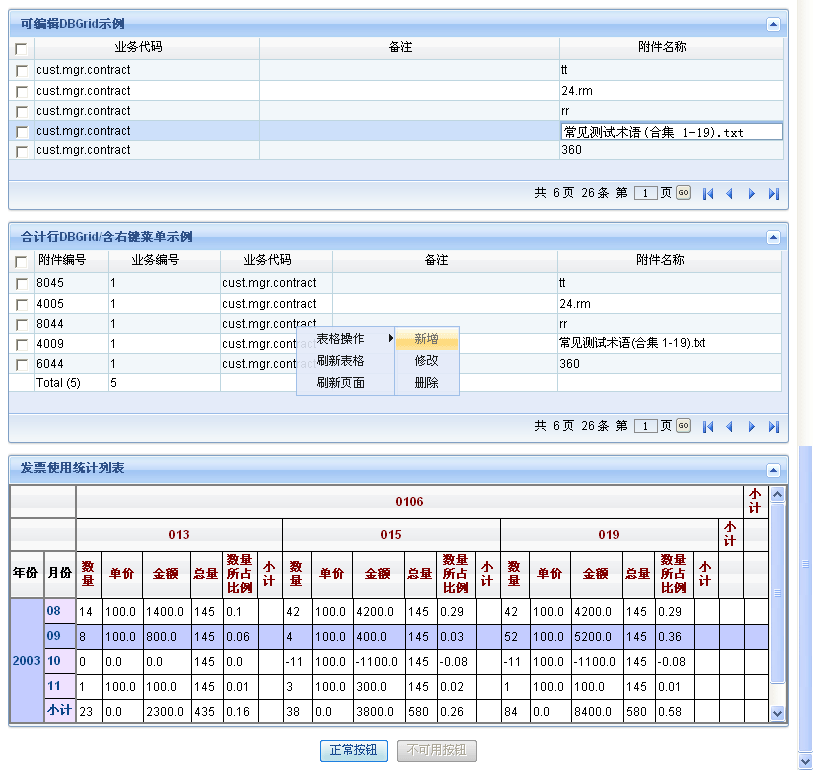 可编辑DBGrid示例
业务代码 备注 附件名称
cust.mgr.contract tt
cust.mgr.contract 24.rm
cust.mgr.contract rr
cust.mgr.contract 常见测试术语(合集 1-19).txt
cust.mgr.contract 360
共 6 页 26 条 第 1 页 GO
合计行DBGrid/含右键菜单示例
附件编号 业务编号 业务代码 备注 附件名称
8045 1 cust.mgr.contract tt
4005 1 cust.mgr.contract 24.rm
8044 1 cust.mgr.contract rr
4009 1 cust.mgr.cont 常见测试术语(合集 1-19).txt
6044 1 cust.mgr.cont 360
Total (5) 5
表格操作 新增
刷新表格 修改
刷新页面 删除
共 6 页 26 条 第 1 页 GO
发票使用统计列表
0106 小计
013 015 019 小计
年份 月份 数量 单价 金额 总量 数量所占比例 小计 数量 单价 金额 总量 数量所占比例 小计 数量 单价 金额 总量 数量所占比例 小计
2003 08 14 100.0 1400.0 145 0.1 42 100.0 4200.0 145 0.29 42 100.0 4200.0 145 0.29
09 8 100.0 800.0 145 0.06 4 100.0 400.0 145 0.03 52 100.0 5200.0 145 0.36
10 0 0.0 0.0 145 0.0 -11 100.0 -1100.0 145 -0.08 -11 100.0 -1100.0 145 -0.08
11 1 100.0 100.0 145 0.01 3 100.0 300.0 145 0.02 1 100.0 100.0 145 0.01
小计 23 0.0 2300.0 435 0.16 38 0.0 3800.0 580 0.26 84 0.0 8400.0 580 0.58
正常按钮 不可用按钮